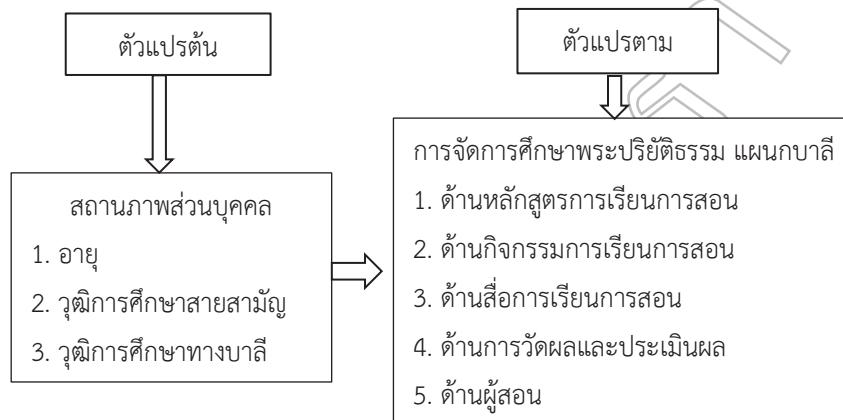 ตัวแปรต้น
ตัวแปรตาม
สถานภาพส่วนบุคคล
1. อายุ
2. วุฒิการศึกษาสายสามัญ
3. วุฒิการศึกษาทางบาลี
การจัดการศึกษาพระปริยัติธรรม แผนกบาลี
1. ด้านหลักสูตรการเรียนการสอน
2. ด้านกิจกรรมการเรียนการสอน
3. ด้านสื่อการเรียนการสอน
4. ด้านการวัดผลและประเมินผล
5. ด้านผู้สอน